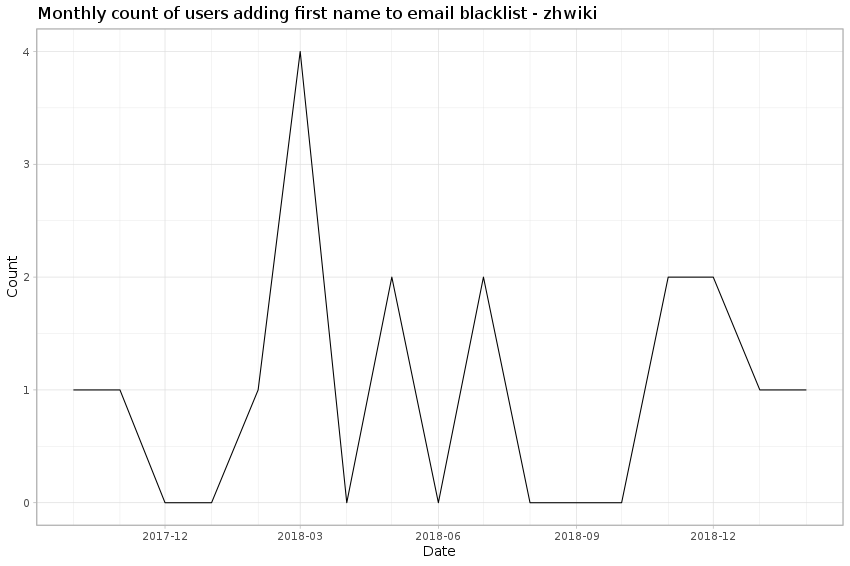 Monthly count of users adding first name to email blacklist - zhwiki
4
3
2
1
0
Count
2017-12 2018-03 2018-06 2018-09 2018-12
Date